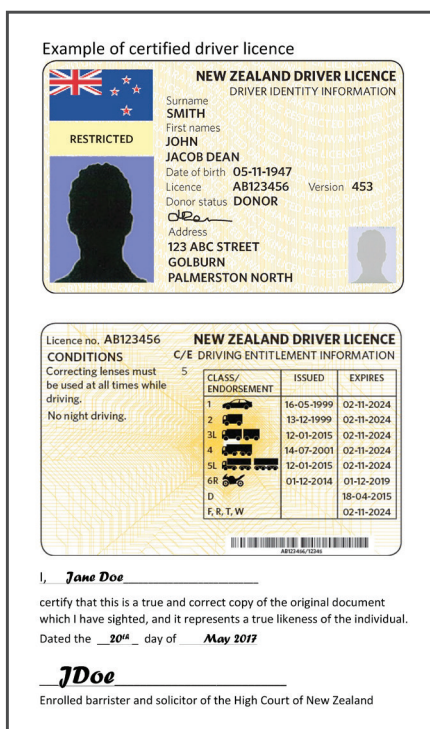 Example of certified driver licence
NEW ZEALAND DRIVER LICENCE
DRIVER IDENTITY INFORMATION
RESTRICTED
Surname
SMITH
First names
JOHN
JACOB DEAN
Date of birth 05-11-1947
Licence AB123456 Version 453
Donor status DONOR
Address
123 ABC STREET
GOLBURN
PALMERSTON NORTH
Licence no. AB123456 NEW ZEALAND DRIVER LICENCE
CONDITIONS C/E DRIVING ENTITLEMENT INFORMATION
Correcting lenses must 5
be used at all times while
driving.
No night driving.
CLASS/
ENDORSEMENT ISSUED EXPIRES
1 16-05-1999 02-11-2024
2 13-12-1999 02-11-2024
3L 12-01-2015 02-11-2024
4 14-07-2001 02-11-2024
5L 12-01-2015 02-11-2024
6R 01-12-2014 01-12-2019
D 18-04-2015
F, R, T, W 02-11-2024
AB123466/12346
I, Jane Doe
certify that this is a true and correct copy of the original document
which I have sighted, and it represents a true likeness of the individual.
Dated the 20th day of May 2017
JDoe
Enrolled barrister and solicitor of the High Court of New Zealand